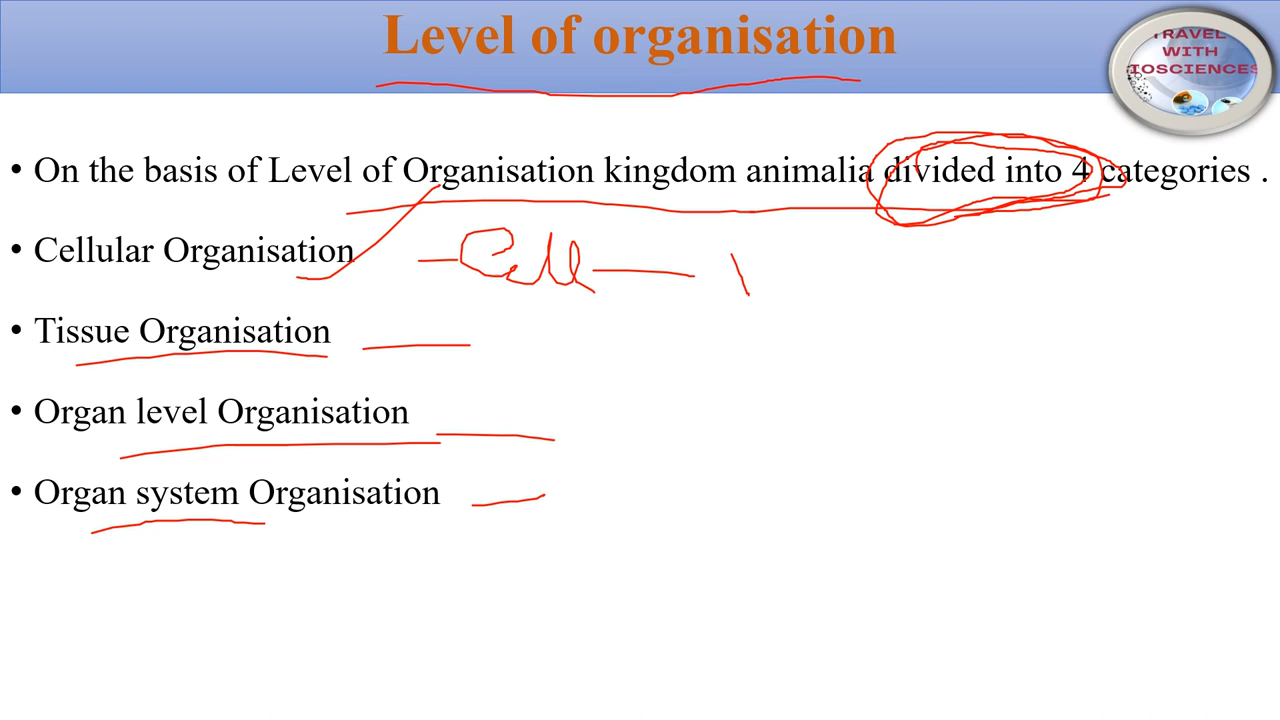 Level of organisation
TRAVEL
WITH
IOSCIENCES
• On the basis of Level of Organisation kingdom animalia divided into 4 categories .
• Cellular Organisation
Cell
• Tissue Organisation
• Organ level Organisation
• Organ system Organisation